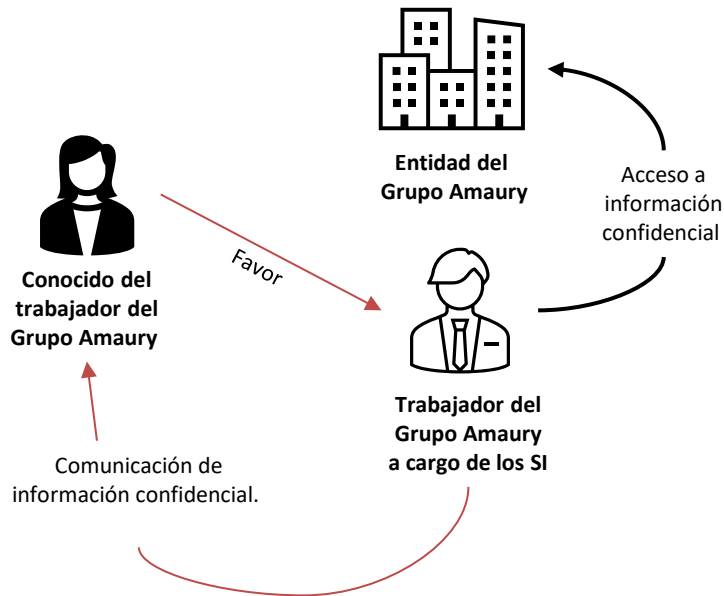 Entidad del
Grupo Amaury
Acceso a
información
confidencial
Favor
Conocido del
trabajador del
Grupo Amaury
Trabajador del
Grupo Amaury
a cargo de los SI
Comunicación de
información confidencial.